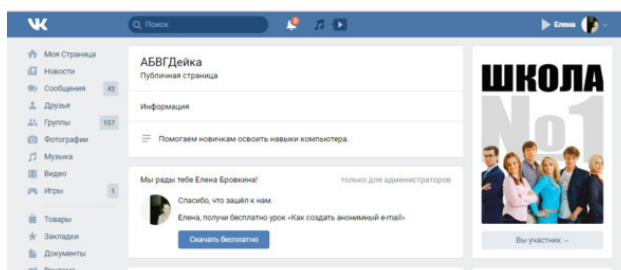 Поиск
2
Елена
Моя Страница
Новости
Сообщения 42
Друзья
Группы 157
Фотографии
Музыка
Видео
Игры 1
Товары
Закладки
Документы
АБВГДейка
Публичная страница
Информация
Помогаем новичкам освоить навыки компьютера.
Мы рады тебе Елена Бровкина! только для администраторов
Спасибо, что зашёл к нам.
Елена, получи бесплатно урок «Как создать анонимный e-mail»
Скачать бесплатно
ШКОЛА
No1
Вы участник